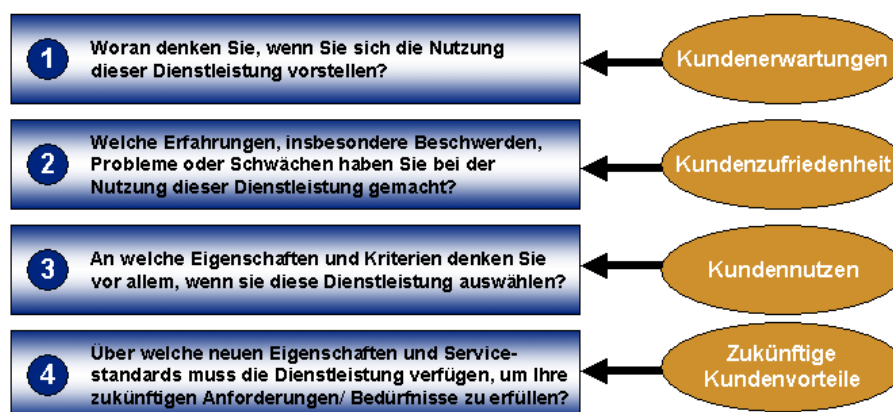 1
Woran denken Sie, wenn Sie sich die Nutzung
dieser Dienstleistung vorstellen?
Kundenerwartungen
2
Welche Erfahrungen, insbesondere Beschwerden,
Probleme oder Schwächen haben Sie bei der
Nutzung dieser Dienstleistung gemacht?
Kundenzufriedenheit
3
An welche Eigenschaften und Kriterien denken Sie
vor allem, wenn sie diese Dienstleistung auswählen?
Kundennutzen
4
Über welche neuen Eigenschaften und Service-
standards muss die Dienstleistung verfügen, um Ihre
zukünftigen Anforderungen/ Bedürfnisse zu erfüllen?
Zukünftige
Kundenvorteile